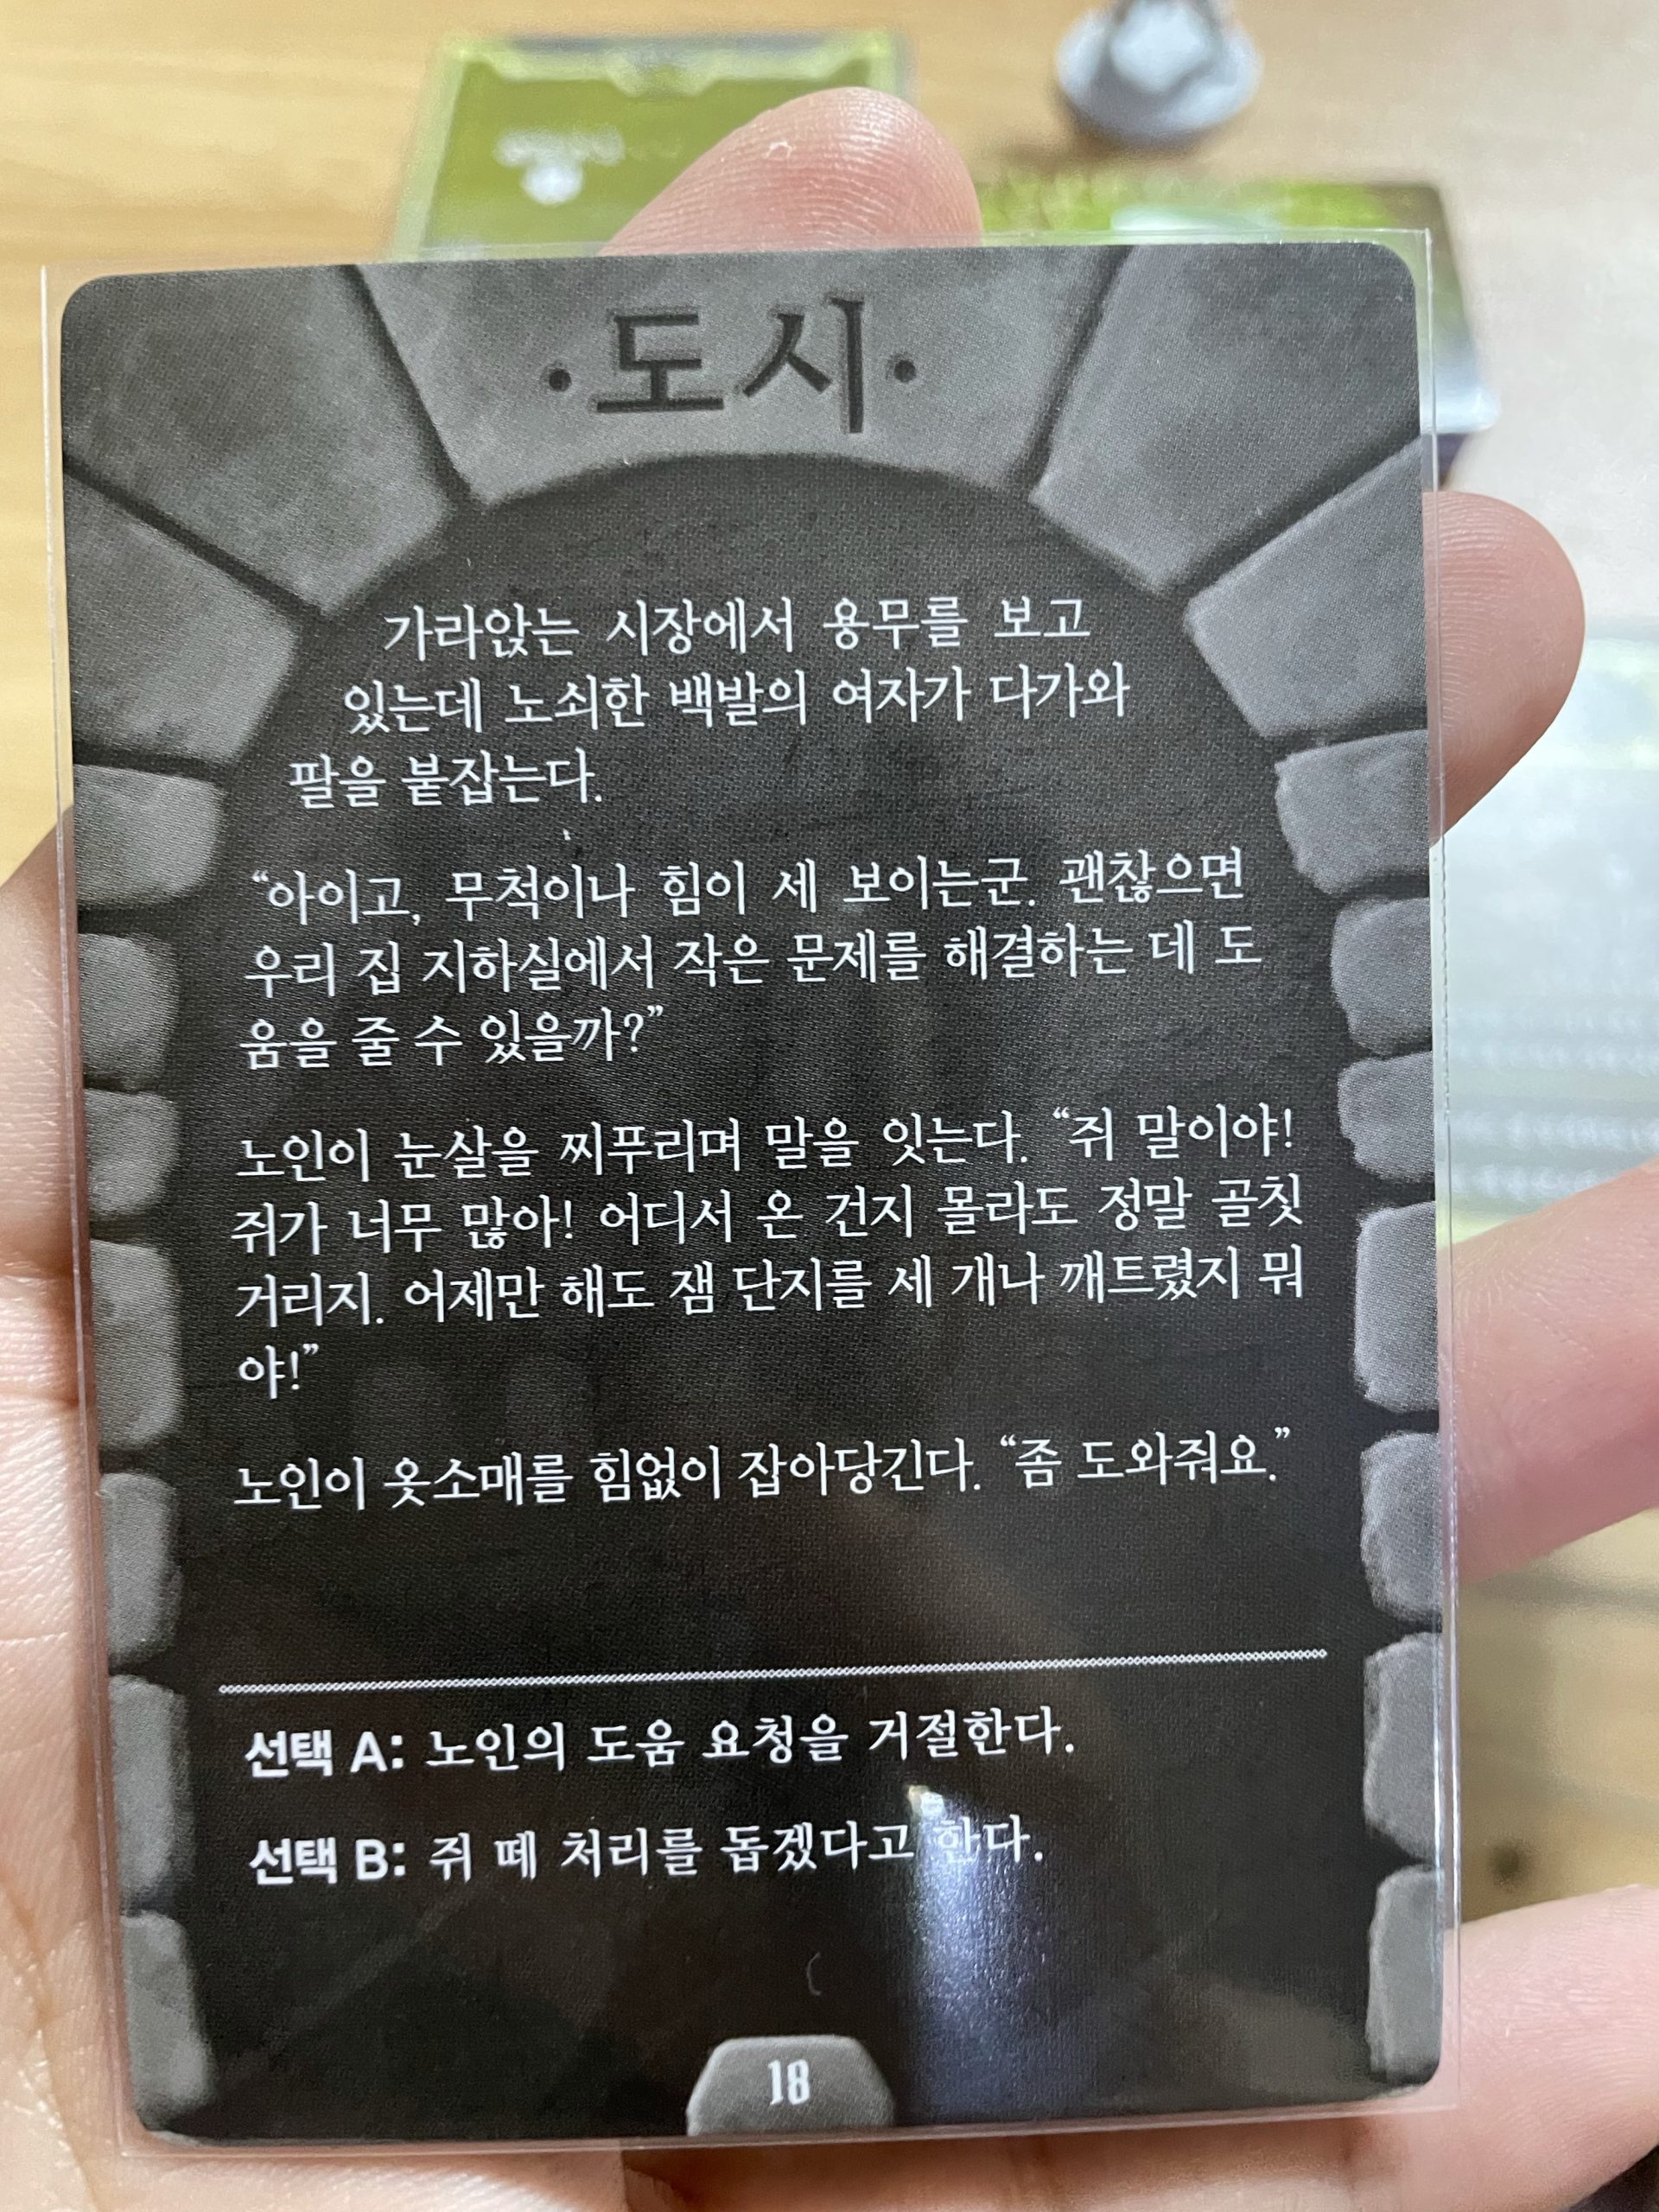 ·도시·
가라앉는 시장에서 용무를 보고
있는데 노쇠한 백발의 여자가 다가와
팔을 붙잡는다.
“아이고, 무척이나 힘이 세 보이는군. 괜찮으면
우리 집 지하실에서 작은 문제를 해결하는 데 도
움을 줄 수 있을까?”
노인이 눈살을 찌푸리며 말을 잇는다. “쥐 말이야!
쥐가 너무 많아! 어디서 온 건지 몰라도 정말 골칫
거리지. 어제만 해도 잼 단지를 세 개나 깨트렸지 뭐
야!”
노인이 옷소매를 힘없이 잡아당긴다. “좀 도와줘요.”
선택 A: 노인의 도움 요청을 거절한다.
선택 B: 쥐 떼 처리를 돕겠다고 한다.
18